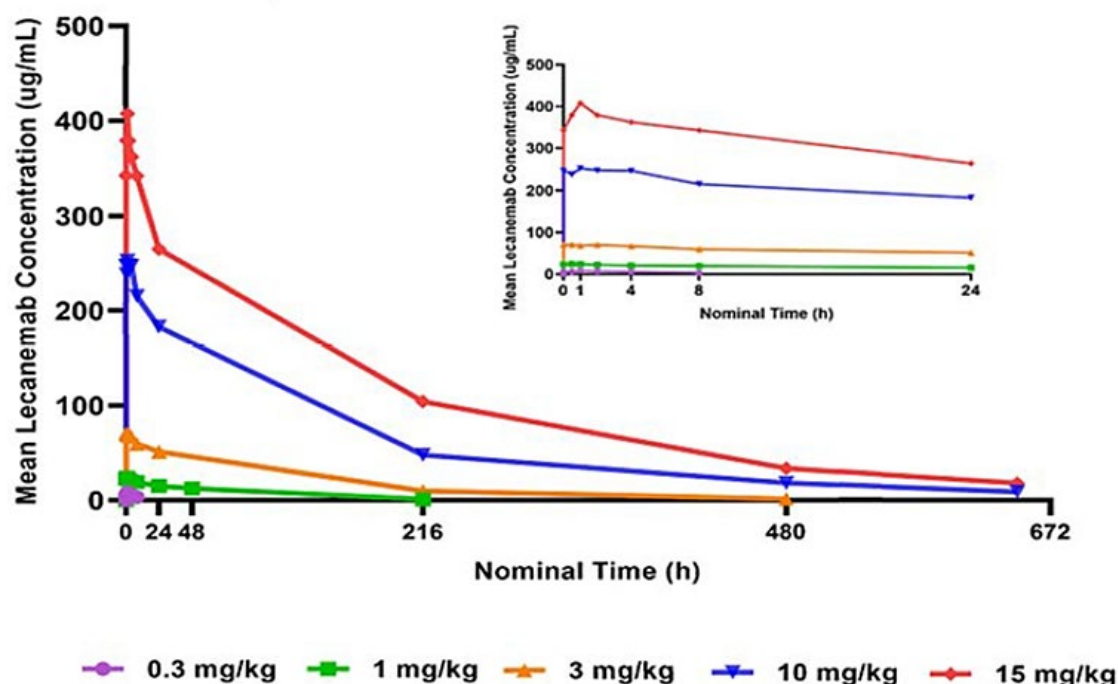 Mean Lecanemab Concentration (ug/mL)
500
400
300
200
100
0
0 24 48 216 480 672
Nominal Time (h)
Mean Lecanemab Concentration (ug/mL)
500
400
300
200
100
0
0 1 4 8 24
Nominal Time (h)
0.3 mg/kg 1 mg/kg 3 mg/kg 10 mg/kg 15 mg/kg